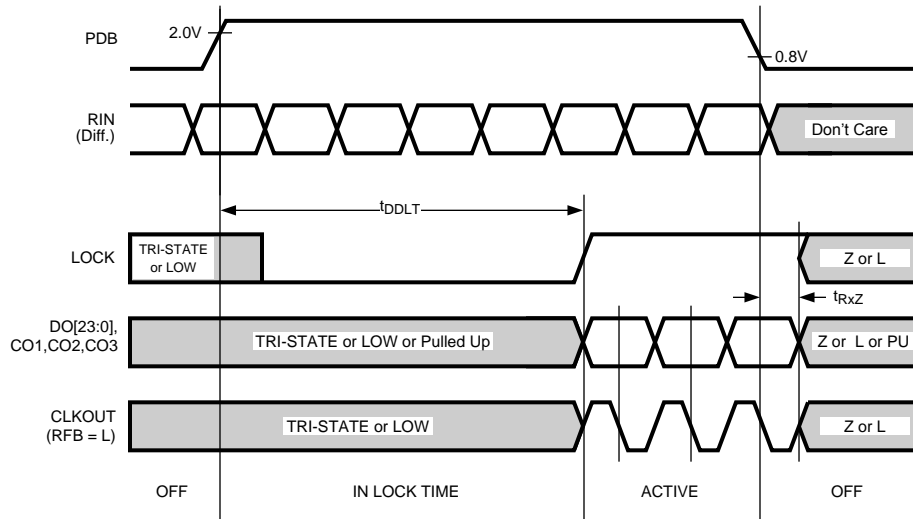 PDB
2.0V
0.8V
RIN
(Diff.)
Don't Care
tDDLT
LOCK
TRI-STATE
or LOW
Z or L
tRxZ
DO[23:0],
CO1,CO2,CO3
TRI-STATE or LOW or Pulled Up
Z or L or PU
CLKOUT
(RFB = L)
TRI-STATE or LOW
Z or L
OFF
IN LOCK TIME
ACTIVE
OFF